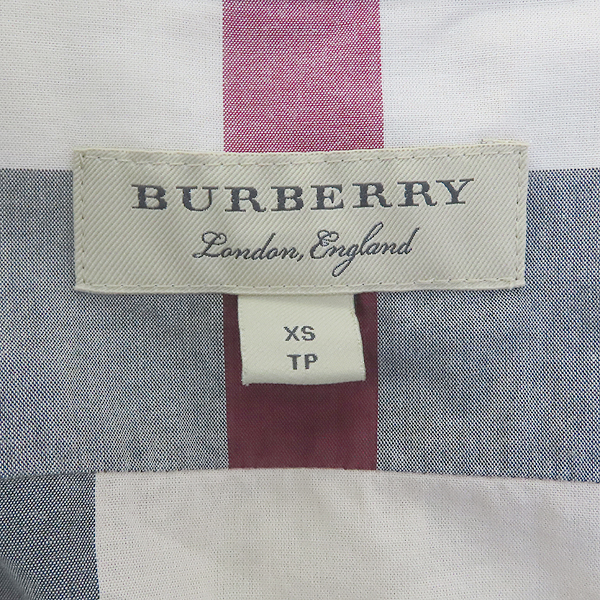 BURBERRY
London, England
XS
TP